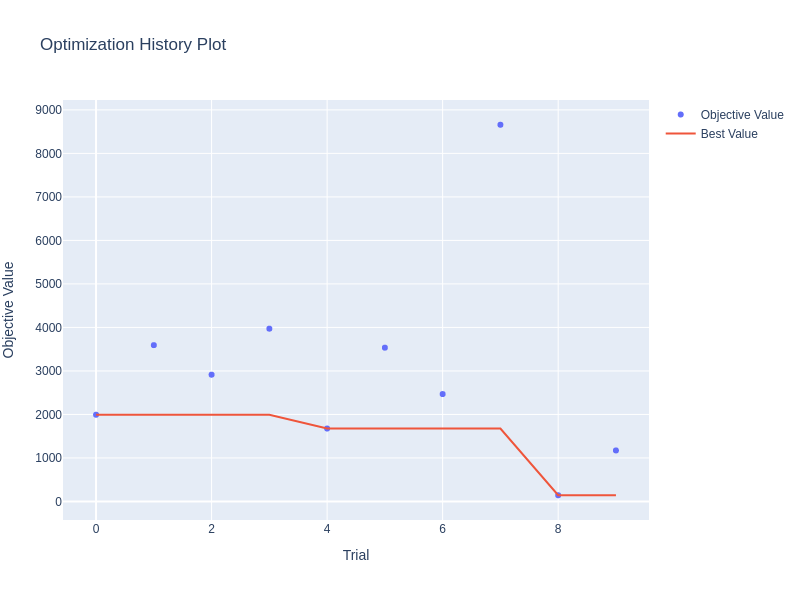 Optimization History Plot
9000
8000
7000
6000
5000
4000
3000
2000
1000
0
Objective Value
0 2 4 6 8
Trial
Objective Value
Best Value